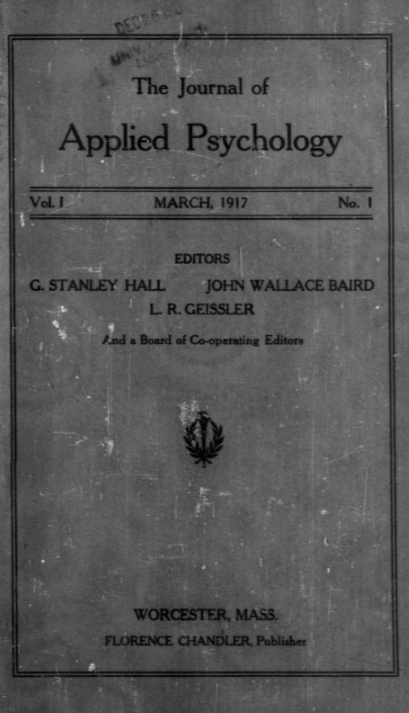 The Journal of
Applied Psychology
Vol. I MARCH, 1917 No. 1
EDITORS
G. STANLEY HALL JOHN WALLACE BAIRD
L. R. GEISSLER
And a Board of Co-operating Editors
WORCESTER, MASS.
FLORENCE CHANDLER, Publisher